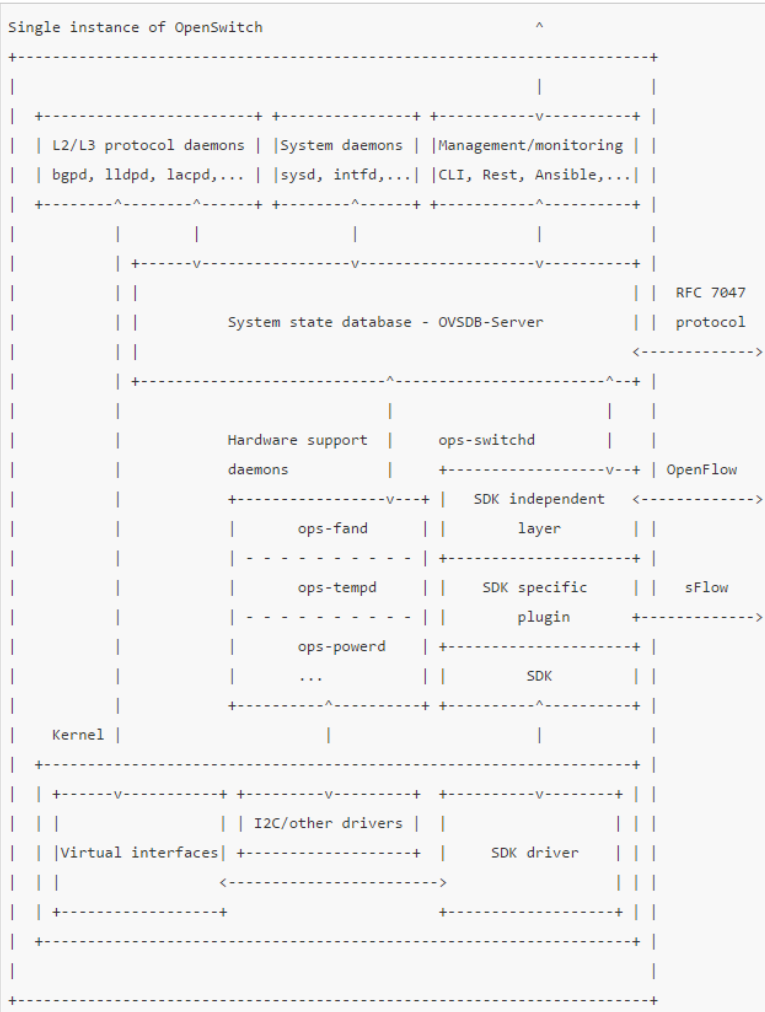 Single instance of OpenSwitch
L2/L3 protocol daemons System daemons Management/monitoring
bgpd, lldpd, lacpd,... sysd, intfd,... CLI, Rest, Ansible,...
RFC 7047
System state database - OVSDB-Server protocol
Hardware support ops-switchd
daemons OpenFlow
SDK independent
ops-fand layer
ops-tempd SDK specific sFlow
plugin
ops-powerd
... SDK
Kernel
I2C/other drivers
Virtual interfaces SDK driver